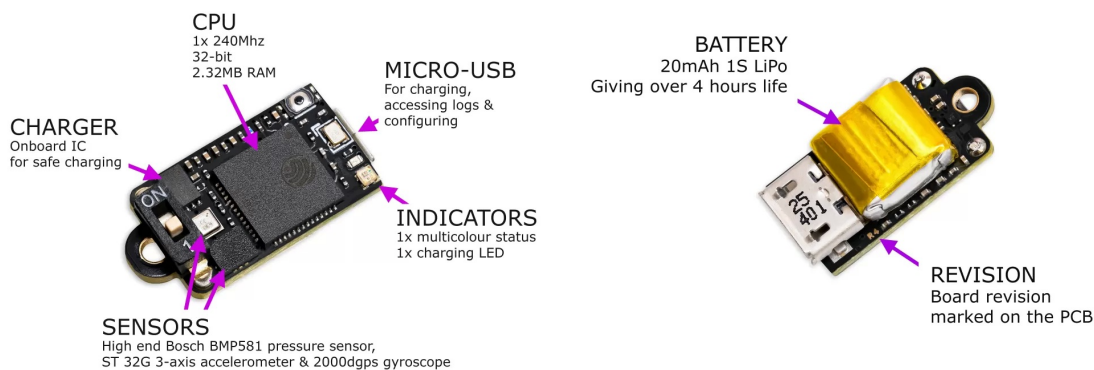 CPU
1x 240Mhz
32-bit
2.32MB RAM
MICRO-USB
For charging,
accessing logs &
configuring
CHARGER
Onboard IC
for safe charging
ON
1
INDICATORS
1x multicolour status
1x charging LED
SENSORS
High end Bosch BMP581 pressure sensor,
ST 32G 3-axis accelerometer & 2000dgps gyroscope
BATTERY
20mAh 1S LiPo
Giving over 4 hours life
25
401
R4
REVISION
Board revision
marked on the PCB